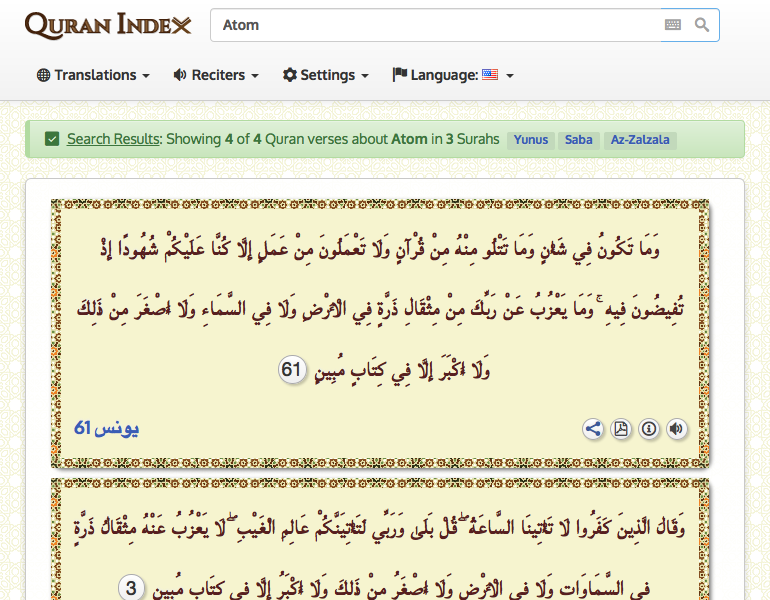 QURAN INDEX
Atom
Translations Reciters Settings Language:
Search Results: Showing 4 of 4 Quran verses about Atom in 3 Surahs Yunus Saba Az-Zalzala
وَمَا تَكُونُ فِي شَأْنٍ وَمَا تَتْلُو مِنْهُ مِنْ قُرْآنٍ وَلَا تَعْمَلُونَ مِنْ عَمَلٍ إِلَّا كُنَّا عَلَيْكُمْ شُهُودًا إِذْ
تُفِيضُونَ فِيهِ ۚ وَمَا يَعْزُبُ عَنْ رَبِّكَ مِنْ مِثْقَالِ ذَرَّةٍ فِي الْأَرْضِ وَلَا فِي السَّمَاءِ وَلَا أَصْغَرَ مِنْ ذَلِكَ
وَلَا أَكْبَرَ إِلَّا فِي كِتَابٍ مُبِينٍ 61
يونس 61
وَقَالَ الَّذِينَ كَفَرُوا لَا تَأْتِينَا السَّاعَةُ ۖ قُلْ بَلَى وَرَبِّي لَتَأْتِيَنَّكُمْ عَالِمِ الْغَيْبِ ۖ لَا يَعْزُبُ عَنْهُ مِثْقَالُ ذَرَّةٍ
فِي السَّمَاوَاتِ وَلَا فِي الْأَرْضِ وَلَا أَصْغَرُ مِنْ ذَلِكَ وَلَا أَكْبَرُ إِلَّا فِي كِتَابٍ مُبِينٍ 3